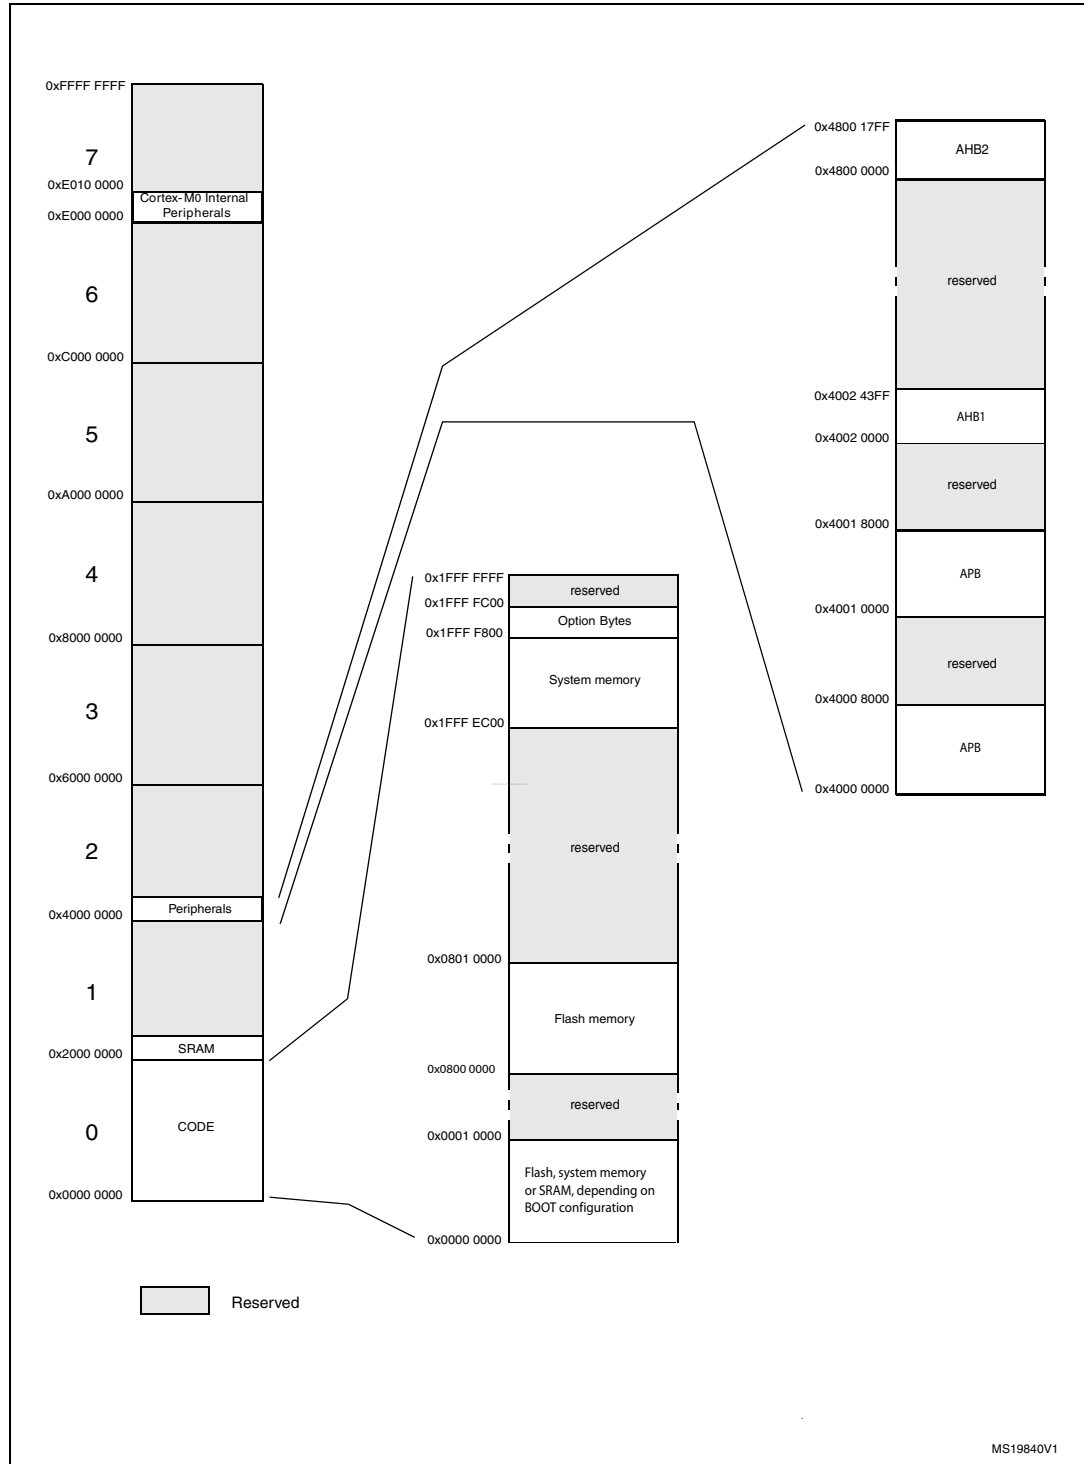 0xFFFF FFFF
7
0xE010 0000
Cortex-M0 Internal
Peripherals
0xE000 0000
6
0xC000 0000
5
0xA000 0000
4
0x8000 0000
3
0x6000 0000
2
0x4000 0000
Peripherals
1
0x2000 0000
SRAM
0
CODE
0x0000 0000
0x1FFF FFFF
reserved
0x1FFF FC00
Option Bytes
0x1FFF F800
System memory
0x1FFF EC00
reserved
0x0801 0000
Flash memory
0x0800 0000
reserved
0x0001 0000
Flash, system memory
or SRAM, depending on
BOOT configuration
0x0000 0000
0x4800 17FF
AHB2
0x4800 0000
reserved
0x4002 43FF
AHB1
0x4002 0000
reserved
0x4001 8000
APB
0x4001 0000
reserved
0x4000 8000
APB
0x4000 0000
Reserved
MS19840V1